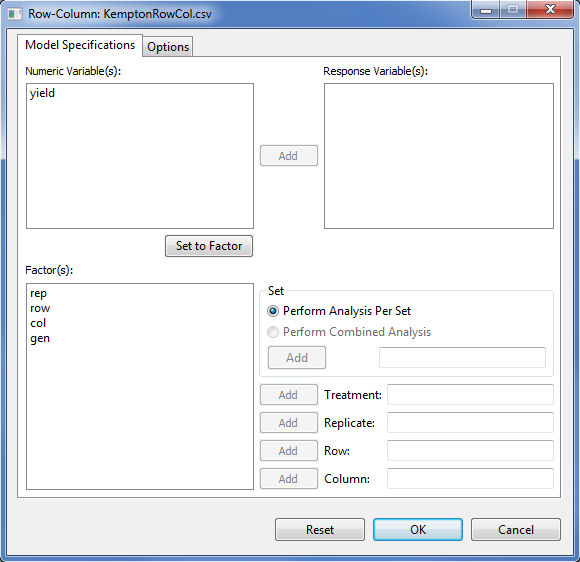 Row-Column: KemptonRowCol.csv
Model Specifications
Options
Numeric Variable(s):
Response Variable(s):
yield
Add
Set to Factor
Factor(s):
rep
row
col
gen
Set
Perform Analysis Per Set
Perform Combined Analysis
Add
Add Treatment:
Add Replicate:
Add Row:
Add Column:
Reset
OK
Cancel